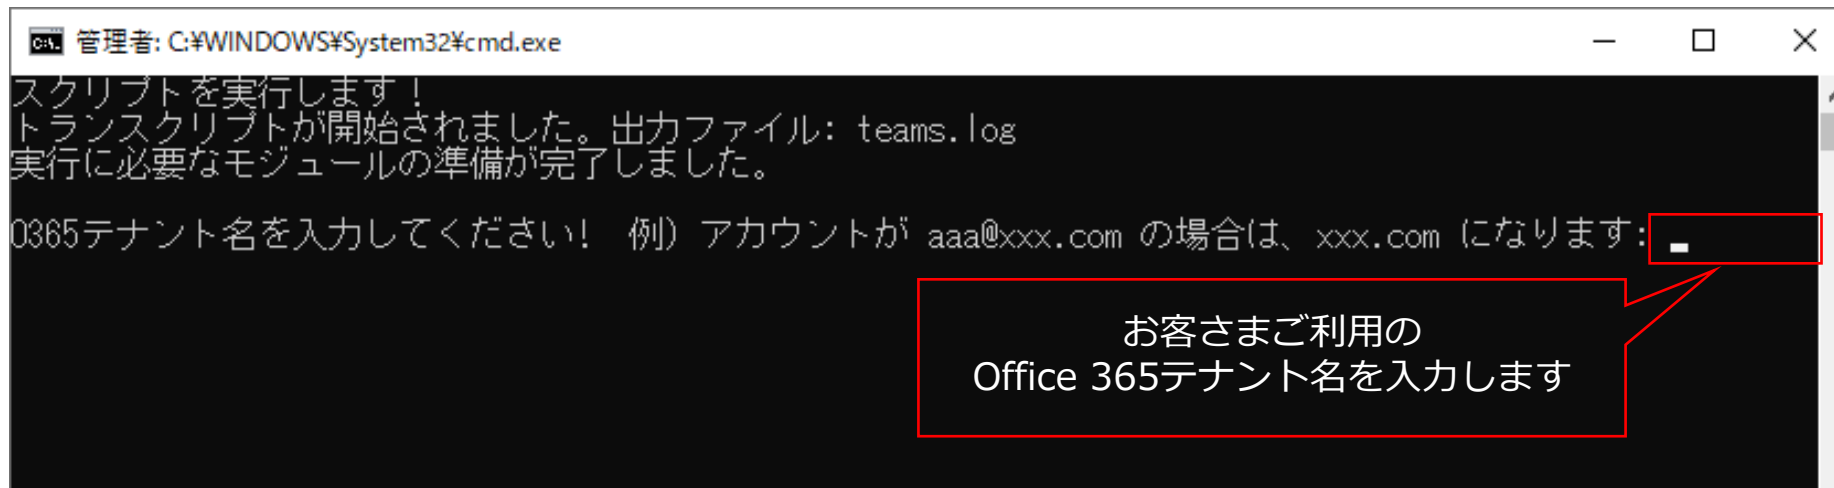 管理者: C:¥WINDOWS¥System32¥cmd.exe
スクリプトを実行します!
トランスクリプトが開始されました。出力ファイル: teams.log
実行に必要なモジュールの準備が完了しました。
O365テナント名を入力してください! 例) アカウントが aaa@xxx.com の場合は、xxx.com になります:
お客さまご利用の
Office 365テナント名を入力します